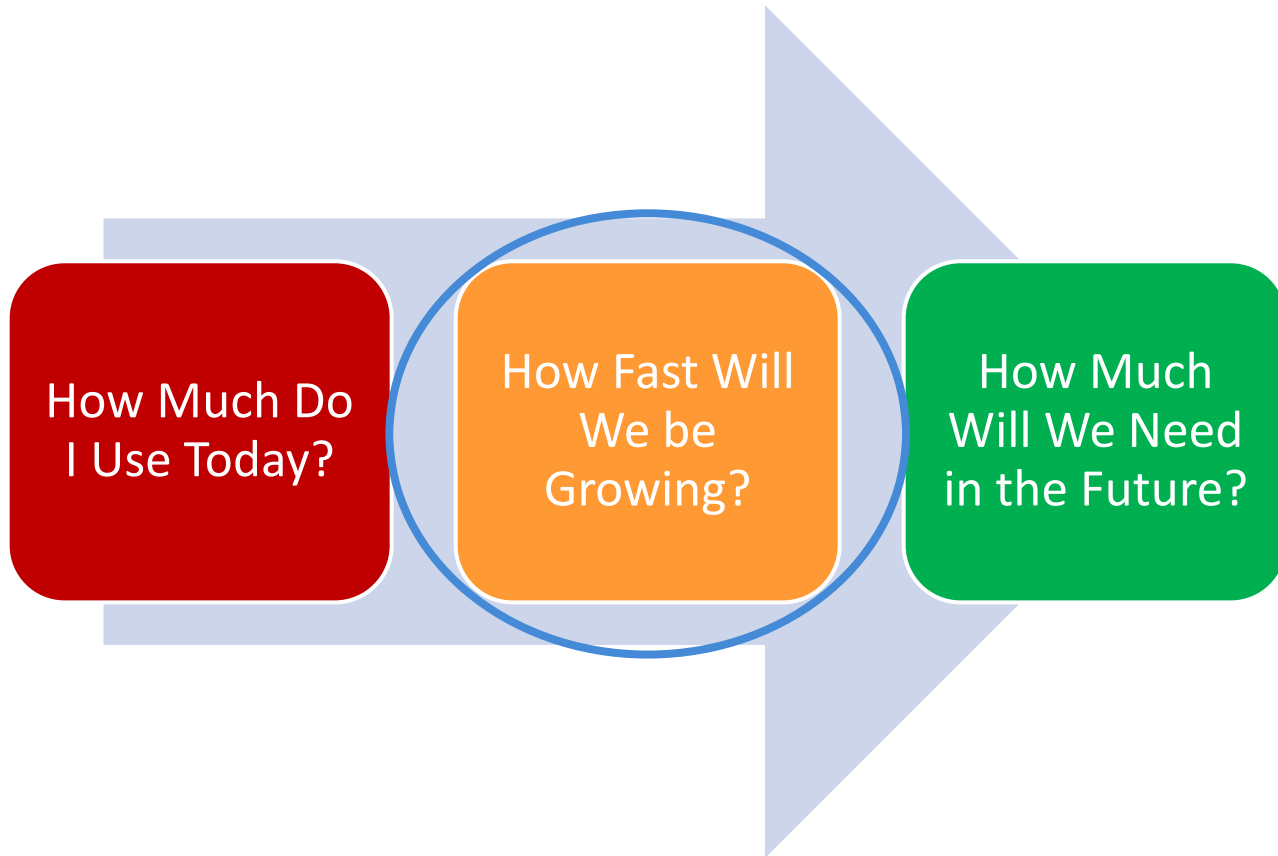 How Much Do
I Use Today?
How Fast Will
We be
Growing?
How Much
Will We Need
in the Future?